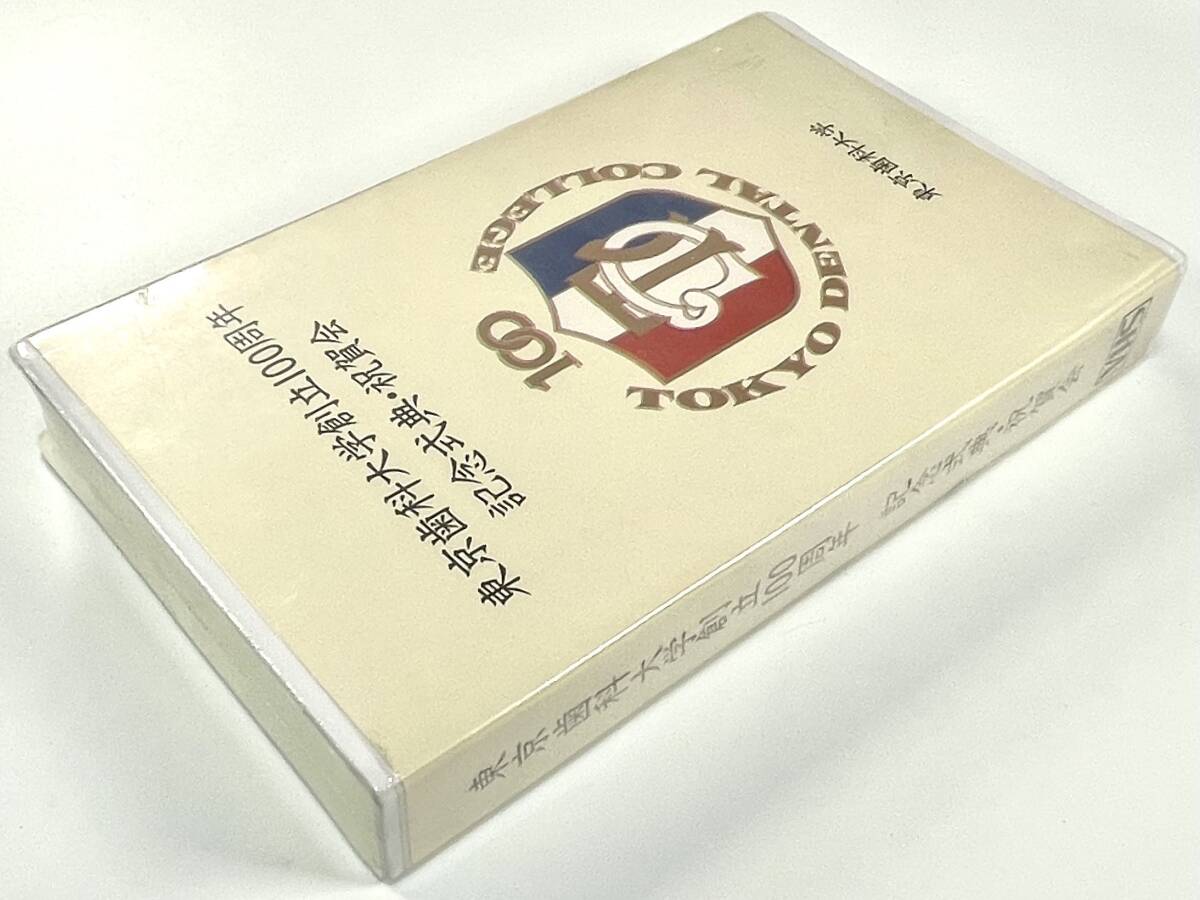 東京歯科大学創立100周年
記念式典・祝賀会
100
TOKYO DENTAL COLLEGE
東京歯科大学
東京歯科大学創立100周年 記念式典・祝賀会